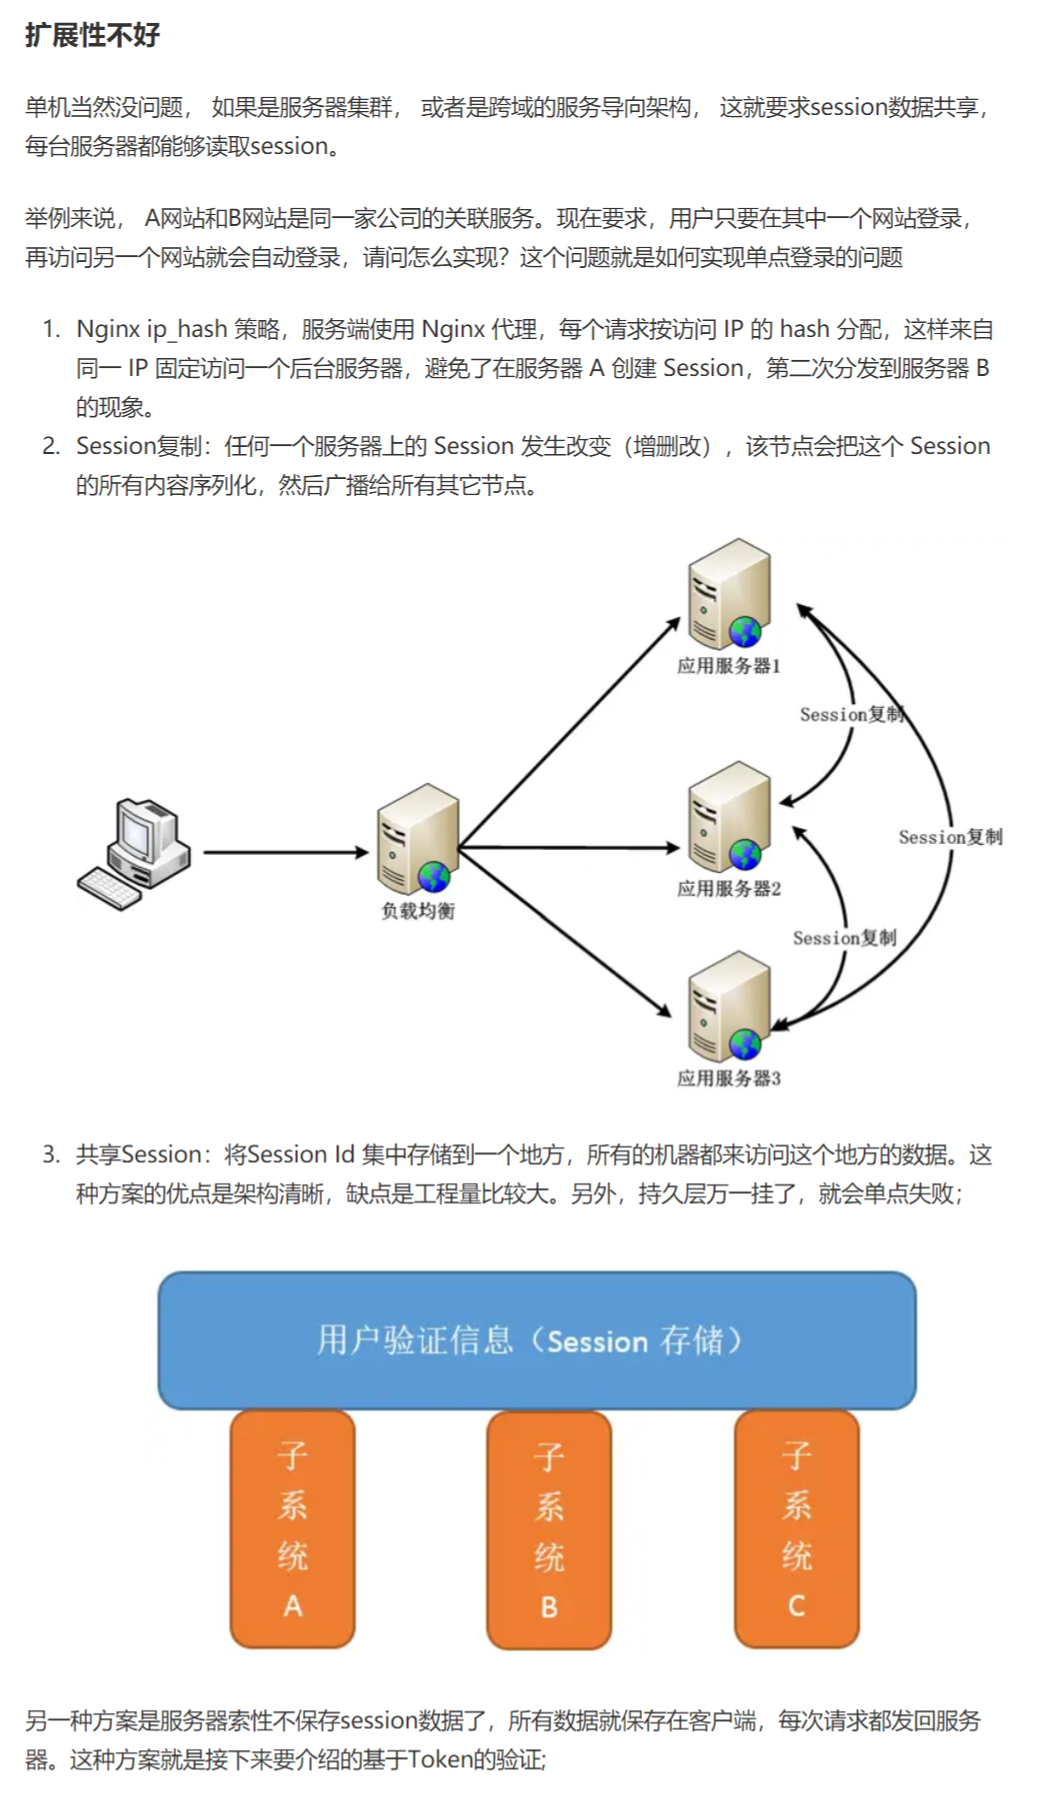 扩展性不好
单机当然没问题， 如果是服务器集群， 或者是跨域的服务导向架构， 这就要求session数据共享，
每台服务器都能够读取session。
举例来说， A网站和B网站是同一家公司的关联服务。现在要求，用户只要在其中一个网站登录，
再访问另一个网站就会自动登录，请问怎么实现？这个问题就是如何实现单点登录的问题
1. Nginx ip_hash 策略，服务端使用 Nginx 代理，每个请求按访问 IP 的 hash 分配，这样来自
同一 IP 固定访问一个后台服务器，避免了在服务器 A 创建 Session，第二次分发到服务器 B
的现象。
2. Session复制：任何一个服务器上的 Session 发生改变（增删改），该节点会把这个 Session
的所有内容序列化，然后广播给所有其它节点。
应用服务器1
Session复制
Session复制
应用服务器2
负载均衡
Session复制
应用服务器3
3. 共享Session：将Session Id 集中存储到一个地方，所有的机器都来访问这个地方的数据。这
种方案的优点是架构清晰，缺点是工程量比较大。另外，持久层万一挂了，就会单点失败；
用户验证信息（Session 存储）
子系统A
子系统B
子系统C
另一种方案是服务器索性不保存session数据了，所有数据就保存在客户端，每次请求都发回服务
器。这种方案就是接下来要介绍的基于Token的验证;